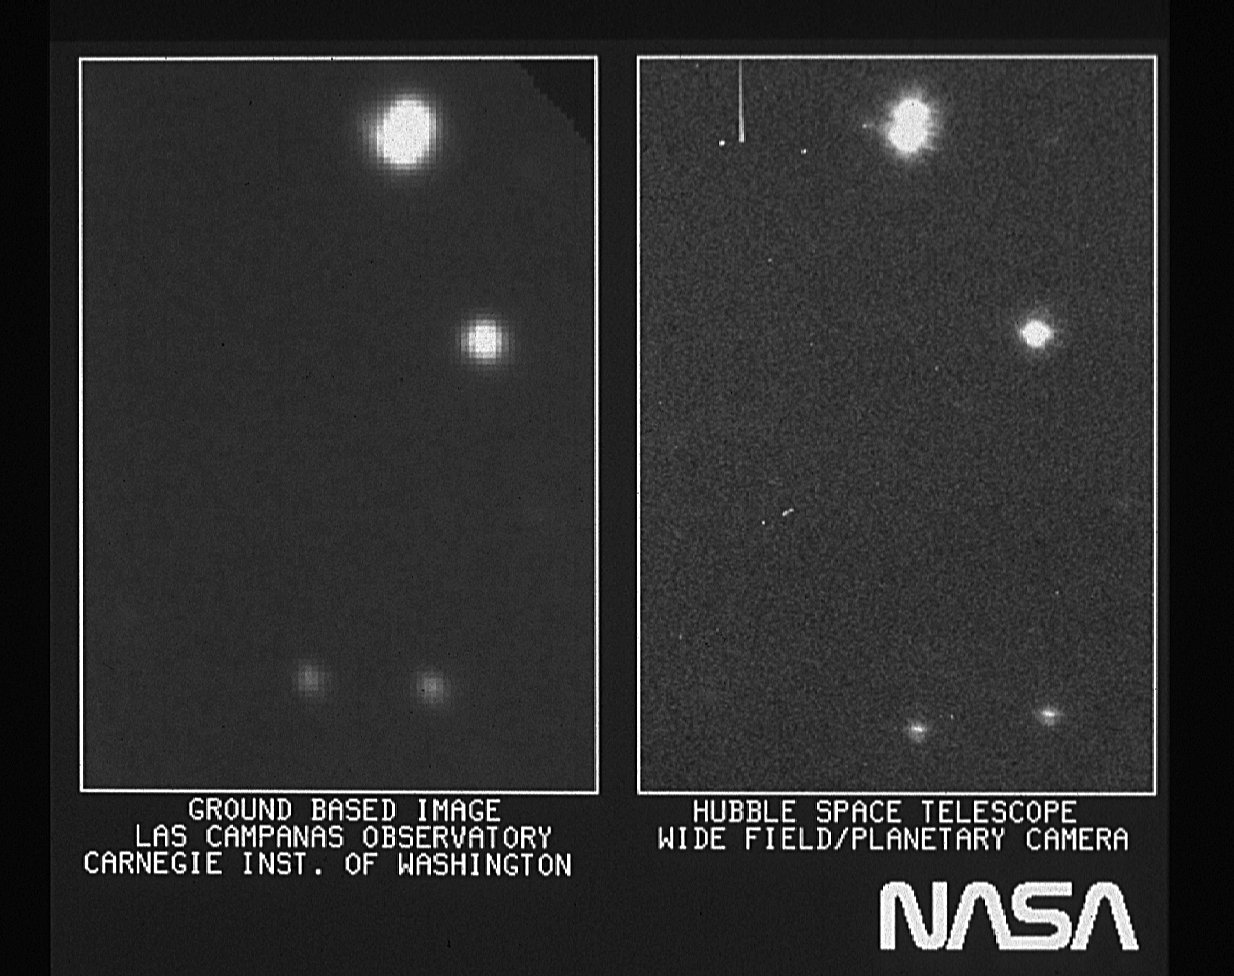 GROUND BASED IMAGE
LAS CAMPANAS OBSERVATORY
CARNEGIE INST. OF WASHINGTON
HUBBLE SPACE TELESCOPE
WIDE FIELD/PLANETARY CAMERA
NASA